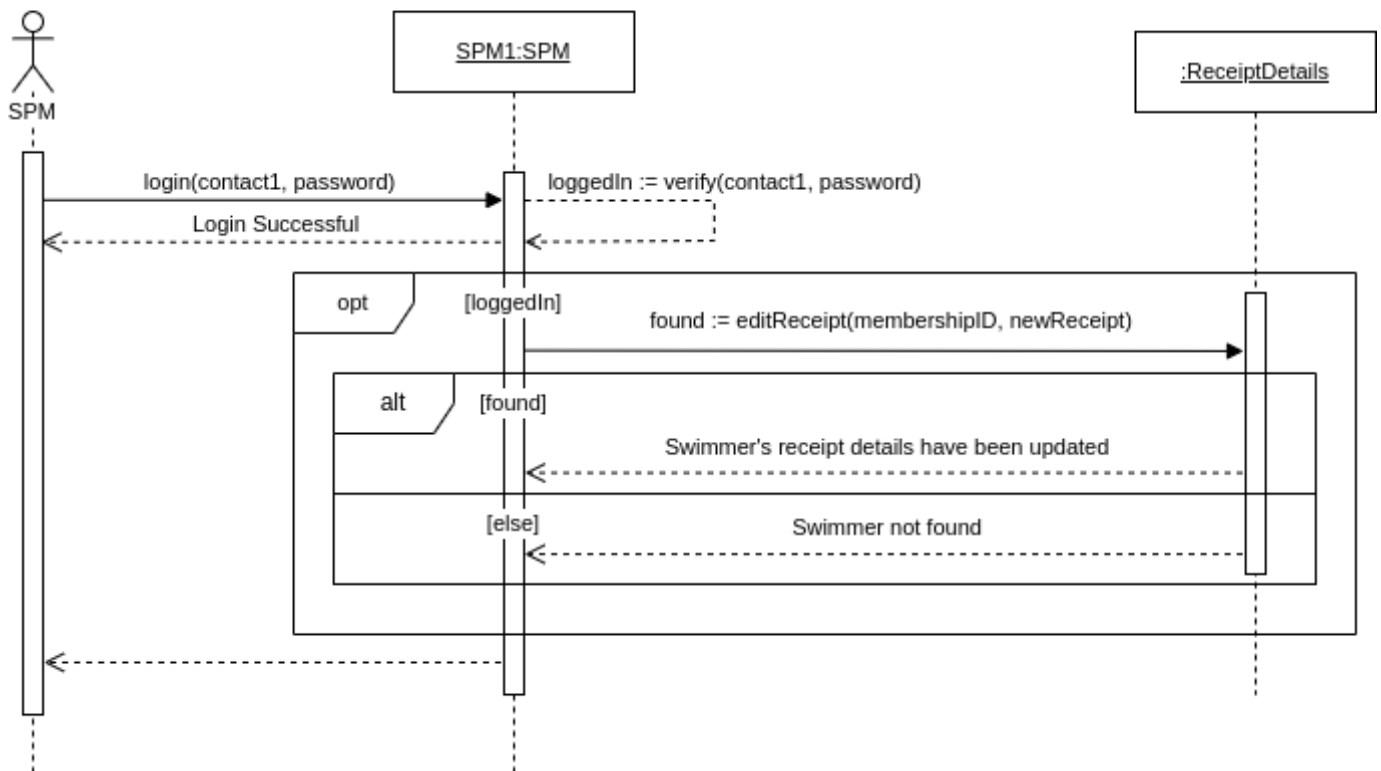 SPM1:SPM
:ReceiptDetails
SPM
login(contact1, password)
loggedIn := verify(contact1, password)
Login Successful
opt
[loggedIn]
found := editReceipt(membershipID, newReceipt)
alt
[found]
Swimmer's receipt details have been updated
[else]
Swimmer not found